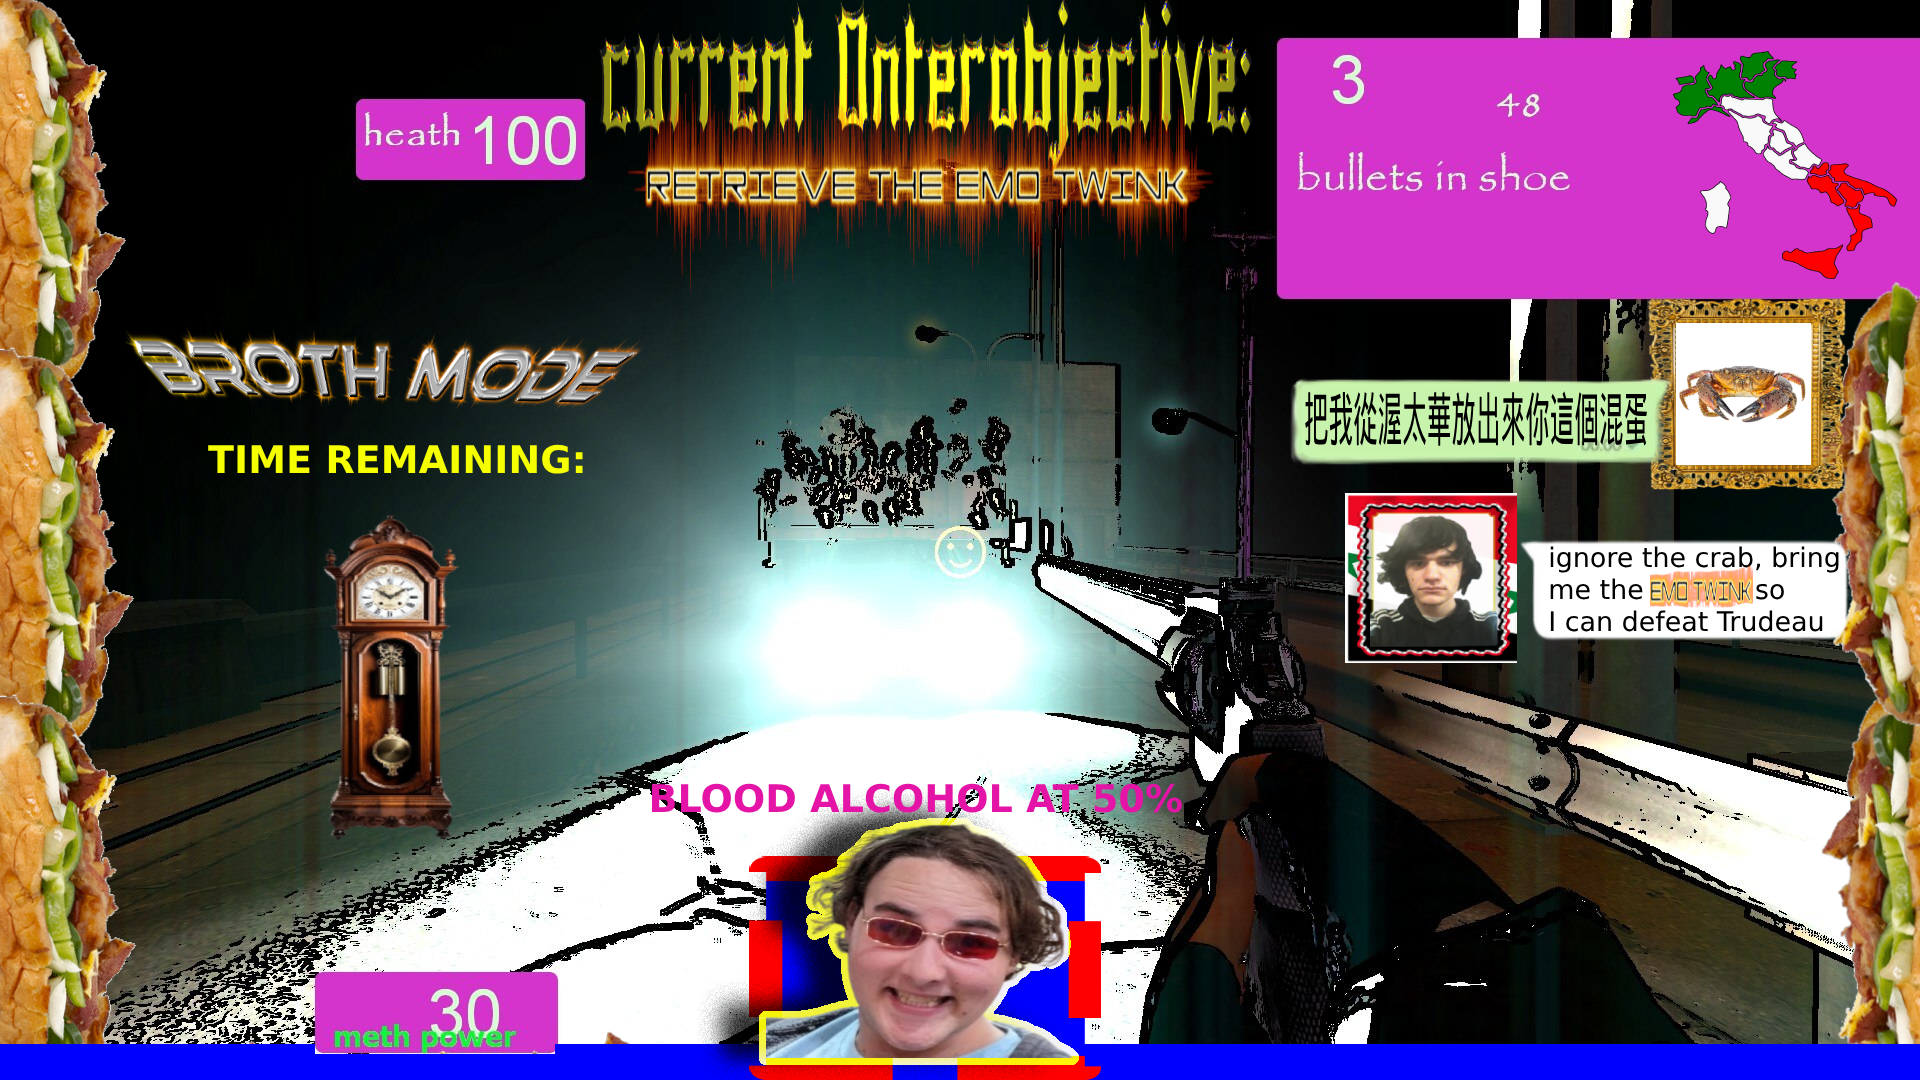 current Onterobjective:
RETRIEVE THE EMO TWINK
heath 100
3
48
bullets in shoe
BROTH MODE
TIME REMAINING:
把我從渥太華放出來你這個混蛋
ignore the crab, bring
me the EMO TWINK so
I can defeat Trudeau
BLOOD ALCOHOL AT 50%
30
meth power